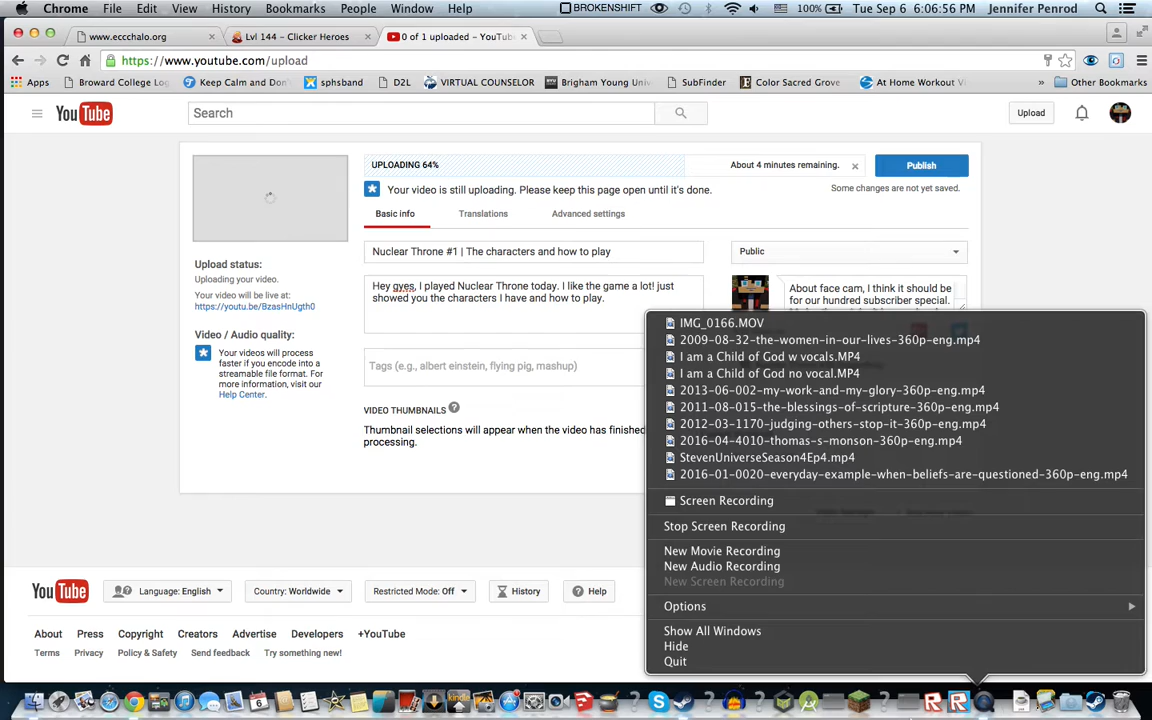 Chrome File Edit View History Bookmarks People Window Help BROKENSHIFT 100% Tue Sep 6 6:06:56 PM Jennifer Penrod
www.eccchalo.org Lvl 144 – Clicker Heroes 0 of 1 uploaded – YouTube
https://www.youtube.com/upload
Apps Broward College Log Keep Calm and Don' sphsband D2L VIRTUAL COUNSELOR Brigham Young Uni SubFinder Color Sacred Grove At Home Workout V » Other Bookmarks
YouTube Search Upload
UPLOADING 64% About 4 minutes remaining. Publish
Your video is still uploading. Please keep this page open until it's done. Some changes are not yet saved.
Basic info Translations Advanced settings
Nuclear Throne #1 | The characters and how to play Public
Upload status:
Uploading your video.
Your video will be live at:
https://youtu.be/BzasHnUgth0
Hey gyes, I played Nuclear Throne today. I like the game a lot! just
showed you the characters I have and how to play.
About face cam, I think it should be
for our hundred subscriber special.
Video / Audio quality:
Your videos will process
faster if you encode into a
streamable file format. For
more information, visit our
Help Center.
Tags (e.g., albert einstein, flying pig, mashup)
VIDEO THUMBNAILS ?
Thumbnail selections will appear when the video has finished
processing.
IMG_0166.MOV
2009-08-32-the-women-in-our-lives-360p-eng.mp4
I am a Child of God w vocals.MP4
I am a Child of God no vocal.MP4
2013-06-002-my-work-and-my-glory-360p-eng.mp4
2011-08-015-the-blessings-of-scripture-360p-eng.mp4
2012-03-1170-judging-others-stop-it-360p-eng.mp4
2016-04-4010-thomas-s-monson-360p-eng.mp4
StevenUniverseSeason4Ep4.mp4
2016-01-0020-everyday-example-when-beliefs-are-questioned-360p-eng.mp4
Screen Recording
Stop Screen Recording
New Movie Recording
New Audio Recording
New Screen Recording
Options
Show All Windows
Hide
Quit
YouTube Language: English Country: Worldwide Restricted Mode: Off History Help
About Press Copyright Creators Advertise Developers +YouTube
Terms Privacy Policy & Safety Send feedback Try something new!
6 kindle